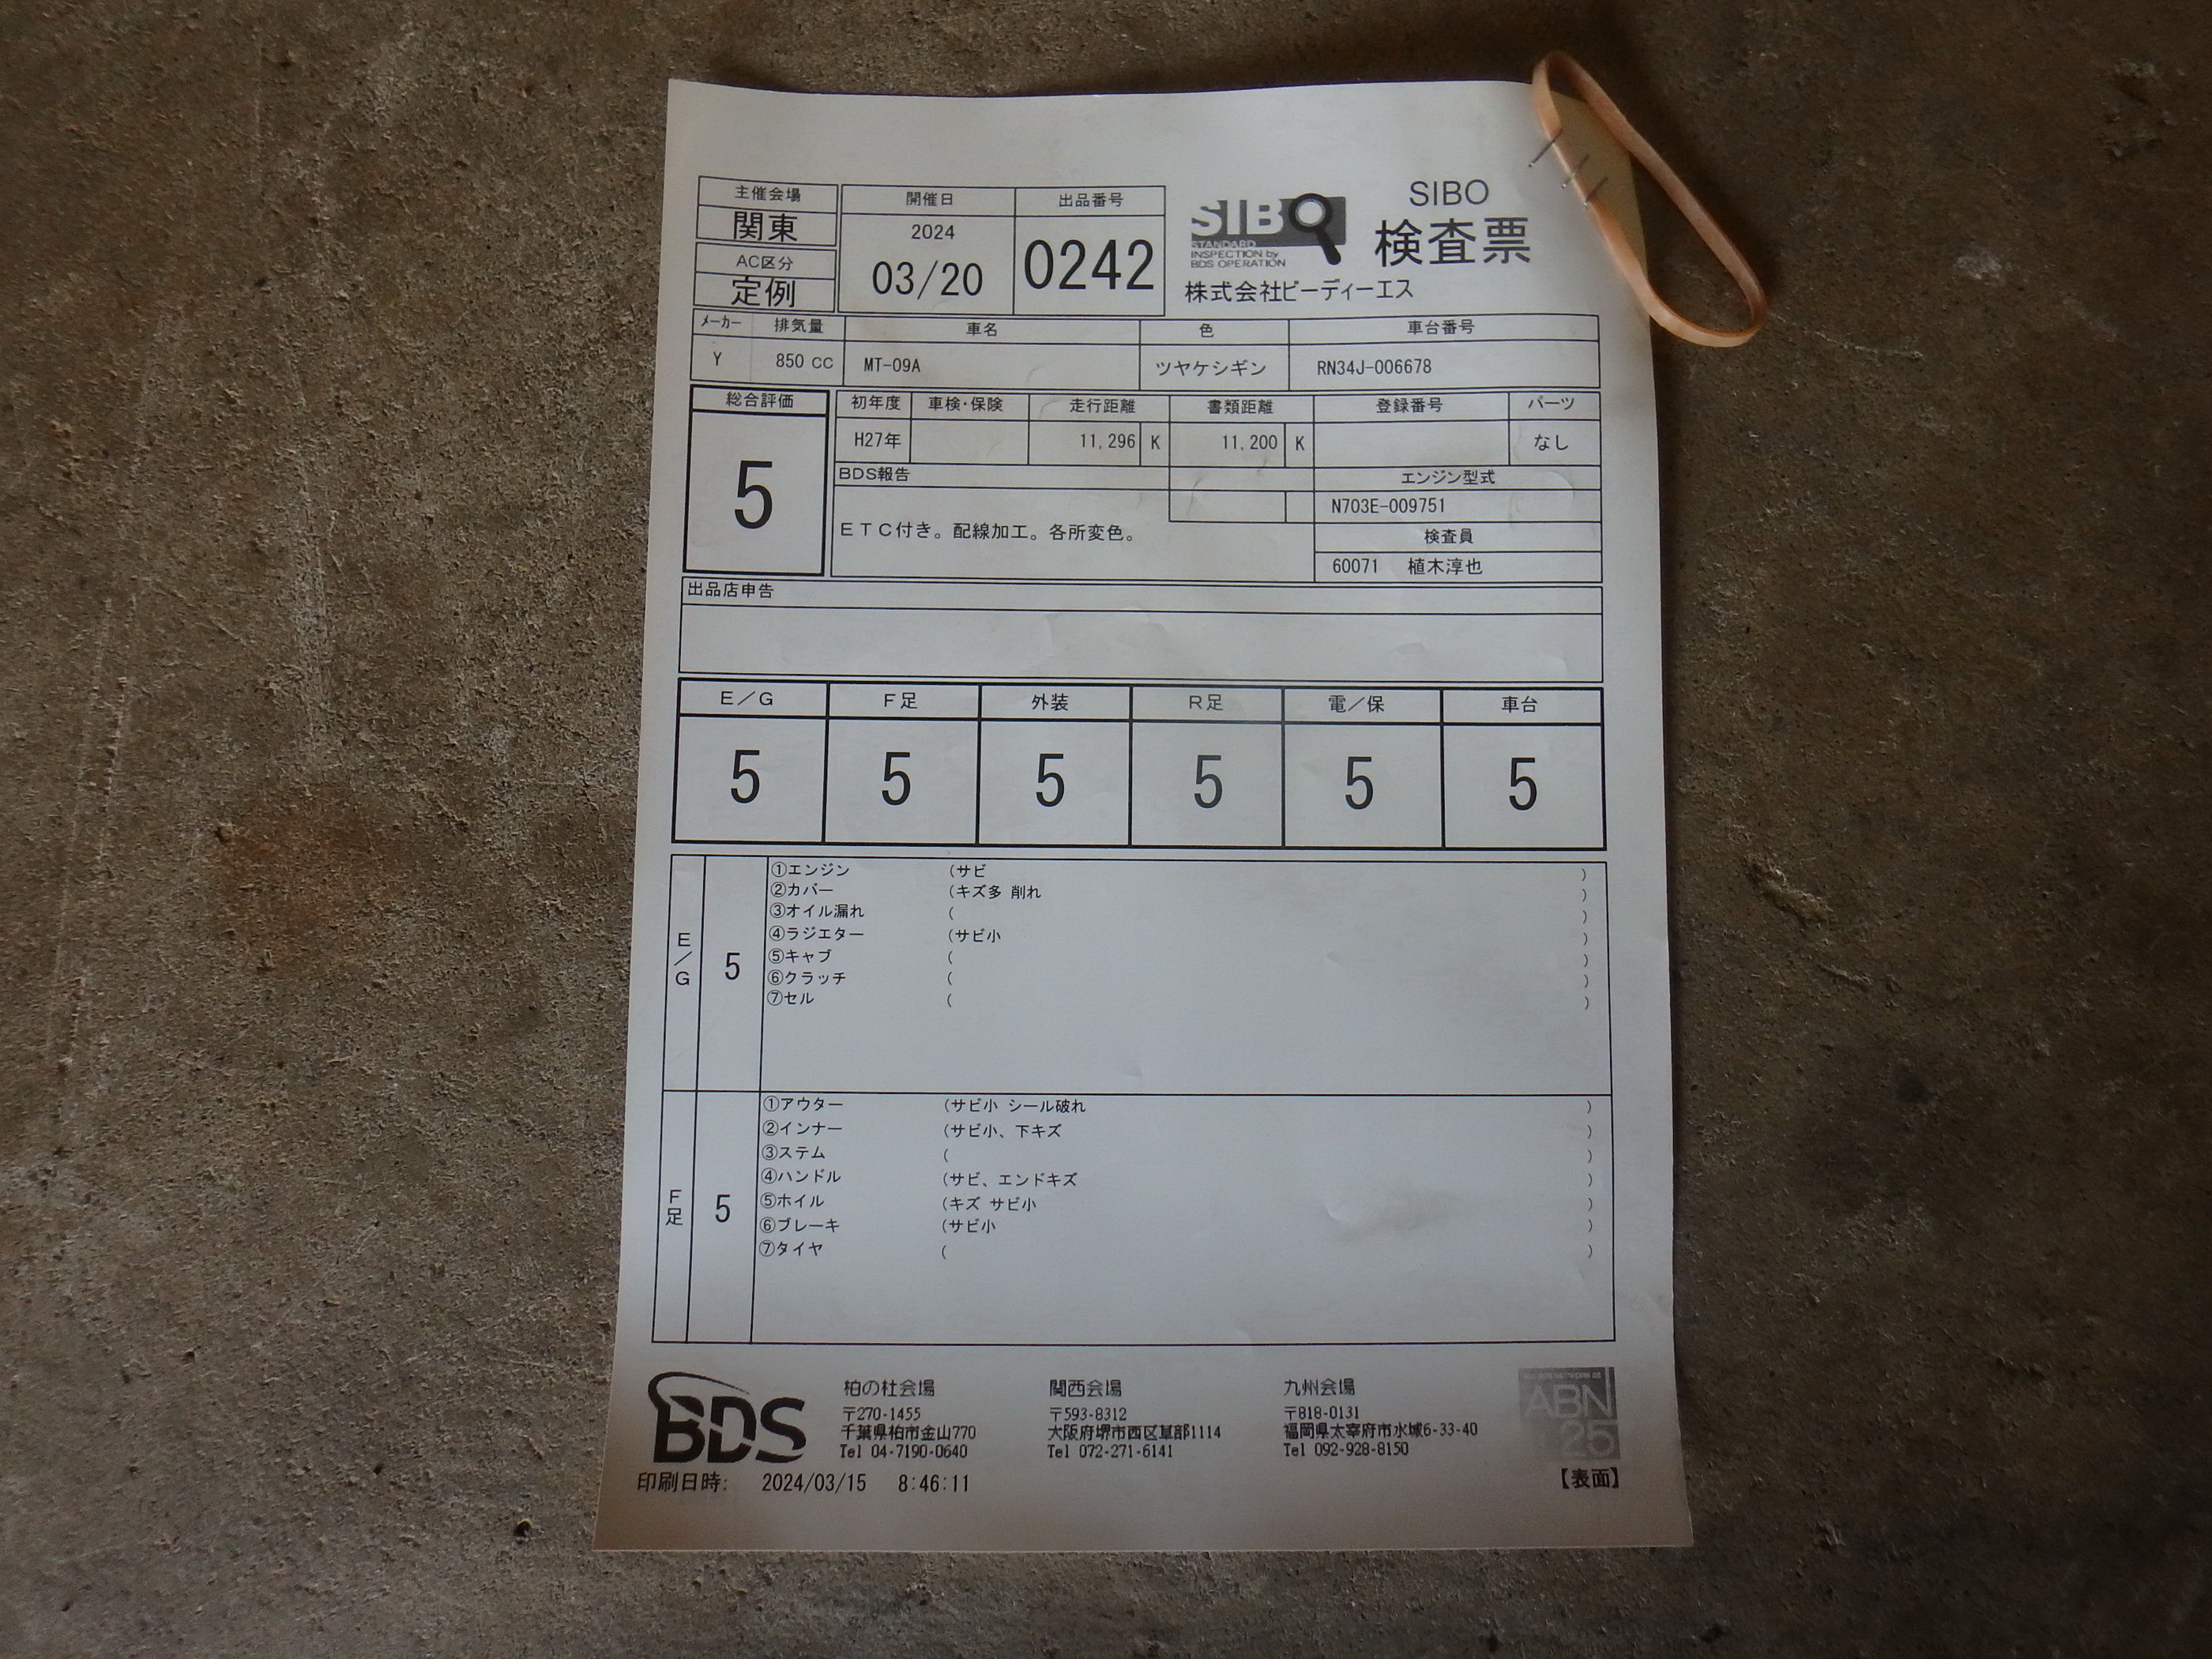 主催会場 開催日 出品番号
関東 2024 03/20 0242
AC区分
定例
SIBO
STANDARD
INSPECTION by
BDS OPERATION
SIBO
検査票
株式会社ビーディーエス
メーカー 排気量 車名 色 車台番号
Y 850 CC MT-09A ツヤケシギン RN34J-006678
総合評価 初年度 車検・保険 走行距離 書類距離 登録番号 パーツ
5 H27年 11,296 K 11,200 K なし
BDS報告 エンジン型式
N703E-009751
ETC付き。配線加工。各所変色。
検査員
60071 植木淳也
出品店申告
E/G F足 外装 R足 電/保 車台
5 5 5 5 5 5
E/G 5
①エンジン (サビ )
②カバー (キズ多 削れ )
③オイル漏れ ( )
④ラジエター (サビ小 )
⑤キャブ ( )
⑥クラッチ ( )
⑦セル ( )
F足 5
①アウター (サビ小 シール破れ )
②インナー (サビ小、下キズ )
③ステム ( )
④ハンドル (サビ、エンドキズ )
⑤ホイル (キズ サビ小 )
⑥ブレーキ (サビ小 )
⑦タイヤ ( )
BDS
柏の杜会場
〒270-1455
千葉県柏市金山770
Tel 04-7190-0640
関西会場
〒593-8312
大阪府堺市西区草部1114
Tel 072-271-6141
九州会場
〒818-0131
福岡県太宰府市水城6-33-40
Tel 092-928-8150
ABN
25
印刷日時: 2024/03/15 8:46:11
【表面】